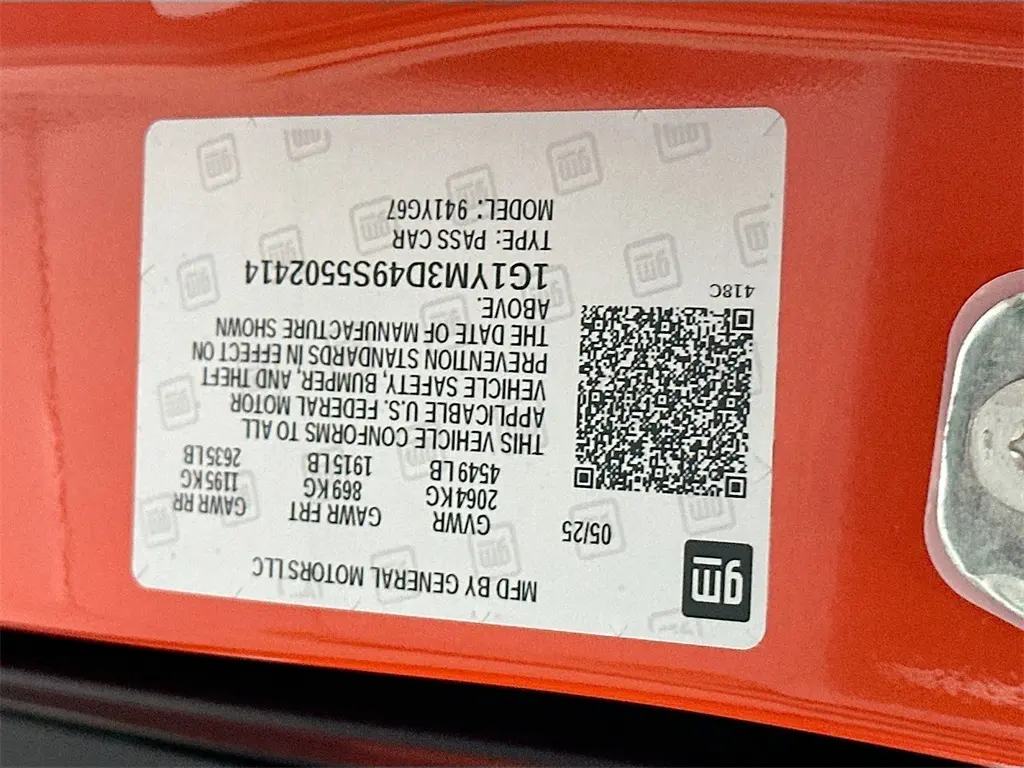 gm
MFD BY GENERAL MOTORS LLC
05/25
GVWR GAWR FRT GAWR RR
2064 KG 869 KG 1195 KG
4549 LB 1915 LB 2635 LB
THIS VEHICLE CONFORMS TO ALL
APPLICABLE U.S. FEDERAL MOTOR
VEHICLE SAFETY, BUMPER, AND THEFT
PREVENTION STANDARDS IN EFFECT ON
THE DATE OF MANUFACTURE SHOWN
ABOVE.
418C
1G1YM3D49S5502414
TYPE: PASS CAR
MODEL: 941YG67